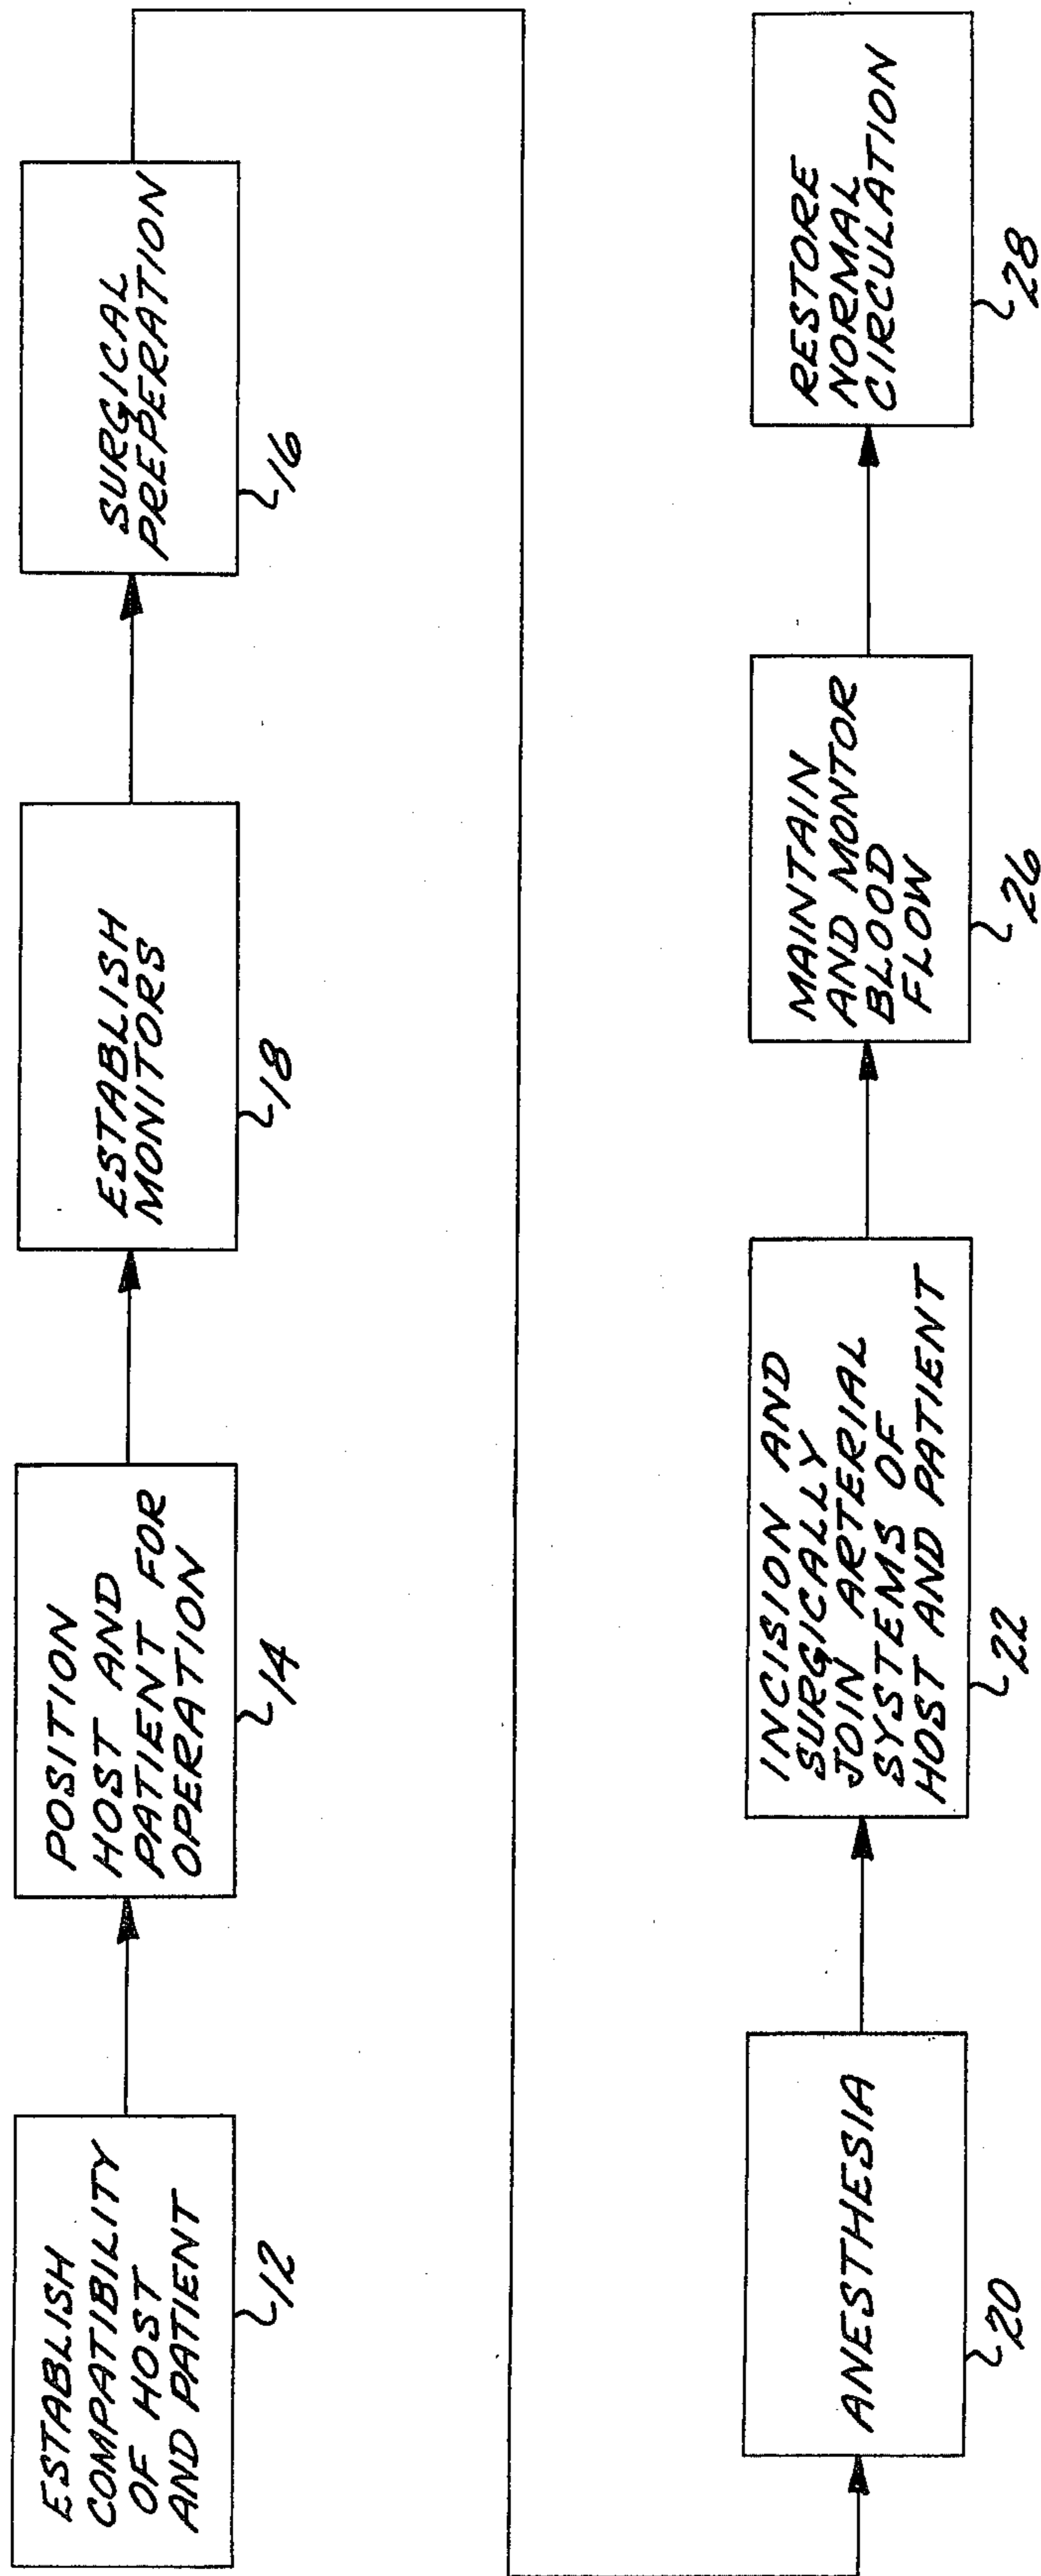 ESTABLISH
COMPATIBILITY
OF HOST
AND PATIENT
12
POSITION
HOST AND
PATIENT FOR
OPERATION
14
ESTABLISH
MONITORS
18
SURGICAL
PREPERATION
16
ANESTHESIA
20
INCISION AND
SURGICALLY
JOIN ARTERIAL
SYSTEMS OF
HOST AND PATIENT
22
MAINTAIN
AND MONTOR
BLOOD
FLOW
26
RESTORE
NORMAL
CIRCULATION
28